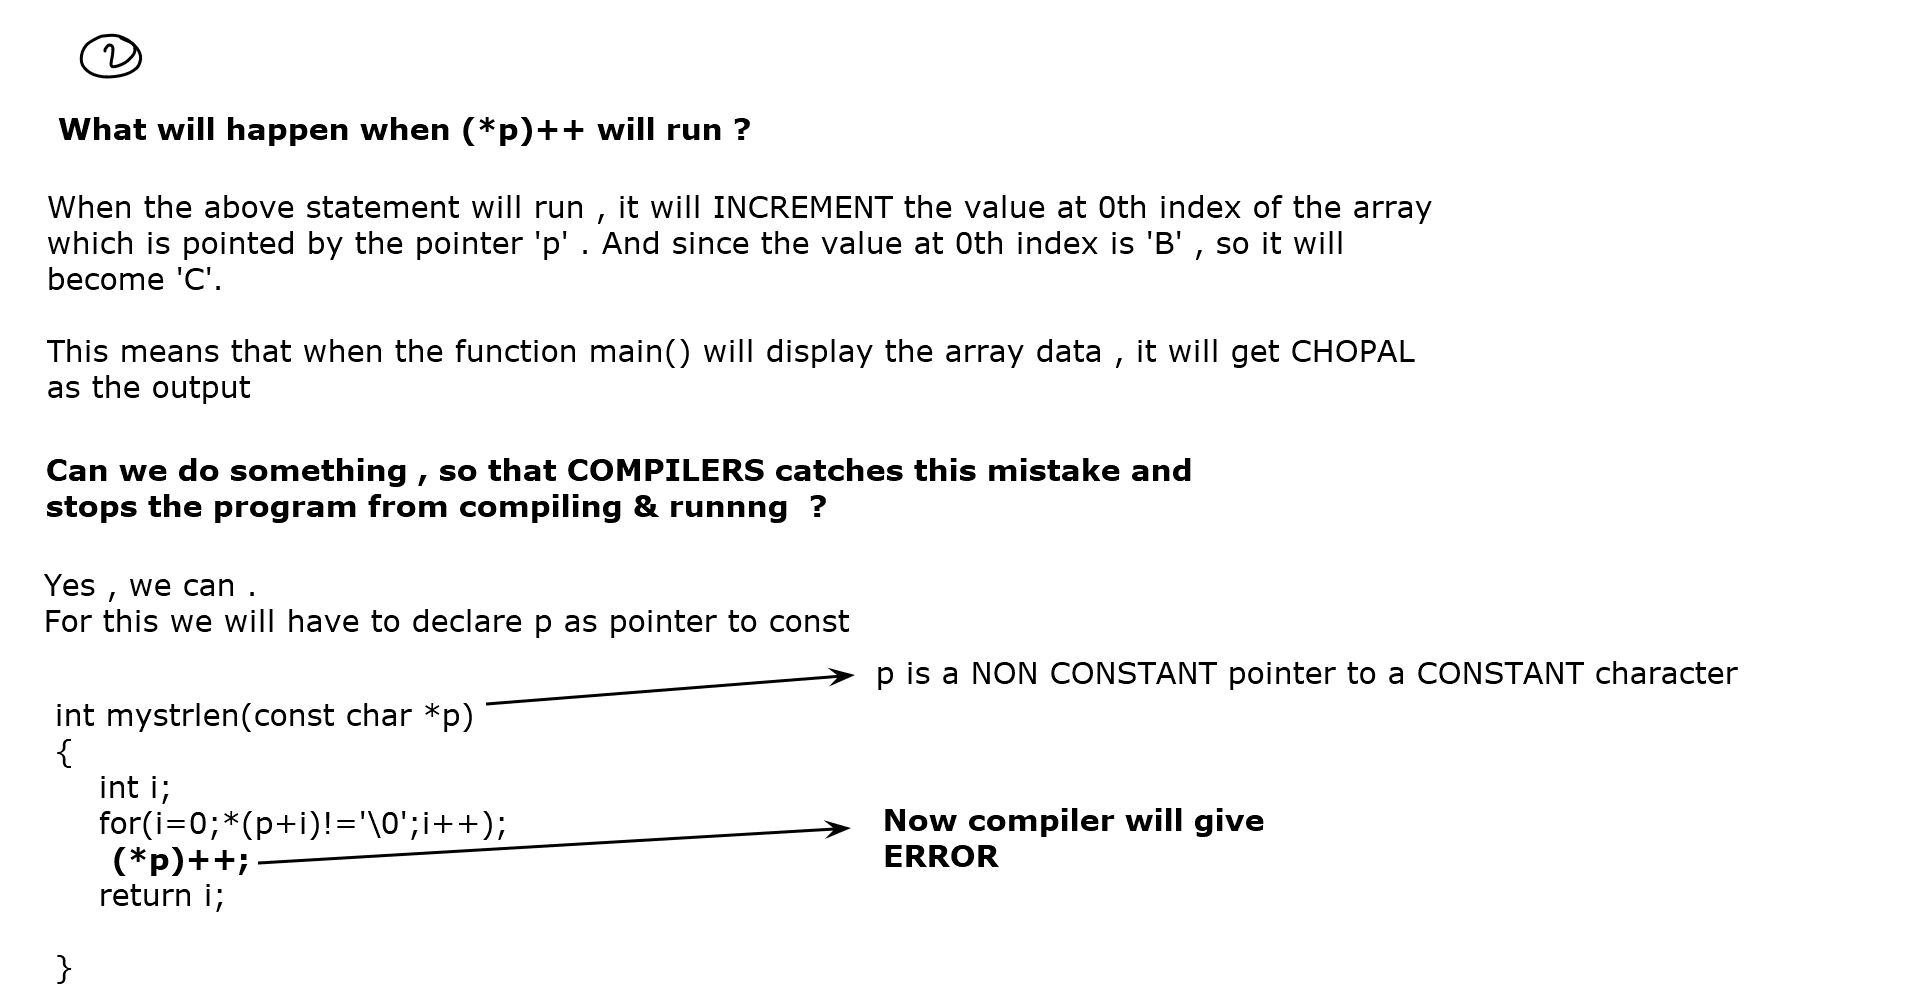 2
What will happen when (*p)++ will run ?
When the above statement will run , it will INCREMENT the value at 0th index of the array
which is pointed by the pointer 'p' . And since the value at 0th index is 'B' , so it will
become 'C'.
This means that when the function main() will display the array data , it will get CHOPAL
as the output
Can we do something , so that COMPILERS catches this mistake and
stops the program from compiling & runnng  ?
Yes , we can .
For this we will have to declare p as pointer to const
p is a NON CONSTANT pointer to a CONSTANT character
int mystrlen(const char *p)
{
int i;
for(i=0;*(p+i)!='\0';i++);
(*p)++;
Now compiler will give
ERROR
return i;
}